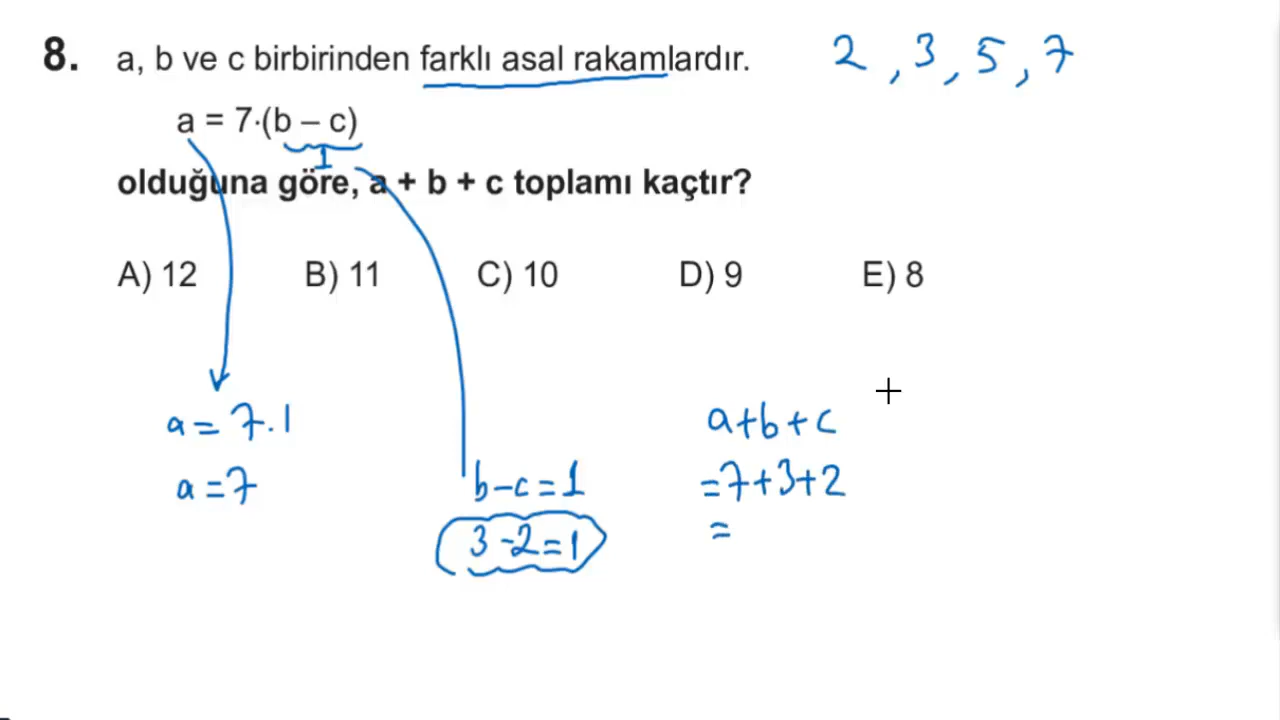 8. a, b ve c birbirinden farklı asal rakamlardır. 2, 3, 5, 7
a = 7·(b – c)
1
olduğuna göre, a + b + c toplamı kaçtır?
A) 12 B) 11 C) 10 D) 9 E) 8
a = 7.1
a = 7
b – c = 1
3 - 2 = 1
a + b + c
= 7 + 3 + 2
=